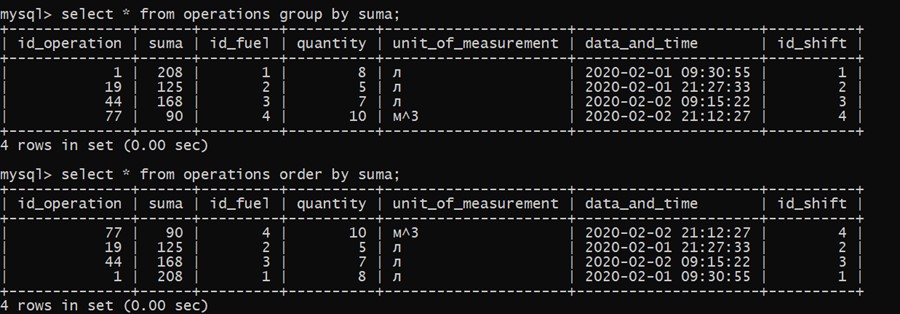 mysql> select * from operations group by suma;
+--------------+------+---------+----------+---------------------+---------------------+----------+
| id_operation | suma | id_fuel | quantity | unit_of_measurement | data_and_time       | id_shift |
+--------------+------+---------+----------+---------------------+---------------------+----------+
|            1 |  208 |       1 |        8 | л                   | 2020-02-01 09:30:55 |        1 |
|           19 |  125 |       2 |        5 | л                   | 2020-02-01 21:27:33 |        2 |
|           44 |  168 |       3 |        7 | л                   | 2020-02-02 09:15:22 |        3 |
|           77 |   90 |       4 |       10 | м^3                 | 2020-02-02 21:12:27 |        4 |
+--------------+------+---------+----------+---------------------+---------------------+----------+
4 rows in set (0.00 sec)
mysql> select * from operations order by suma;
+--------------+------+---------+----------+---------------------+---------------------+----------+
| id_operation | suma | id_fuel | quantity | unit_of_measurement | data_and_time       | id_shift |
+--------------+------+---------+----------+---------------------+---------------------+----------+
|           77 |   90 |       4 |       10 | м^3                 | 2020-02-02 21:12:27 |        4 |
|           19 |  125 |       2 |        5 | л                   | 2020-02-01 21:27:33 |        2 |
|           44 |  168 |       3 |        7 | л                   | 2020-02-02 09:15:22 |        3 |
|            1 |  208 |       1 |        8 | л                   | 2020-02-01 09:30:55 |        1 |
+--------------+------+---------+----------+---------------------+---------------------+----------+
4 rows in set (0.00 sec)